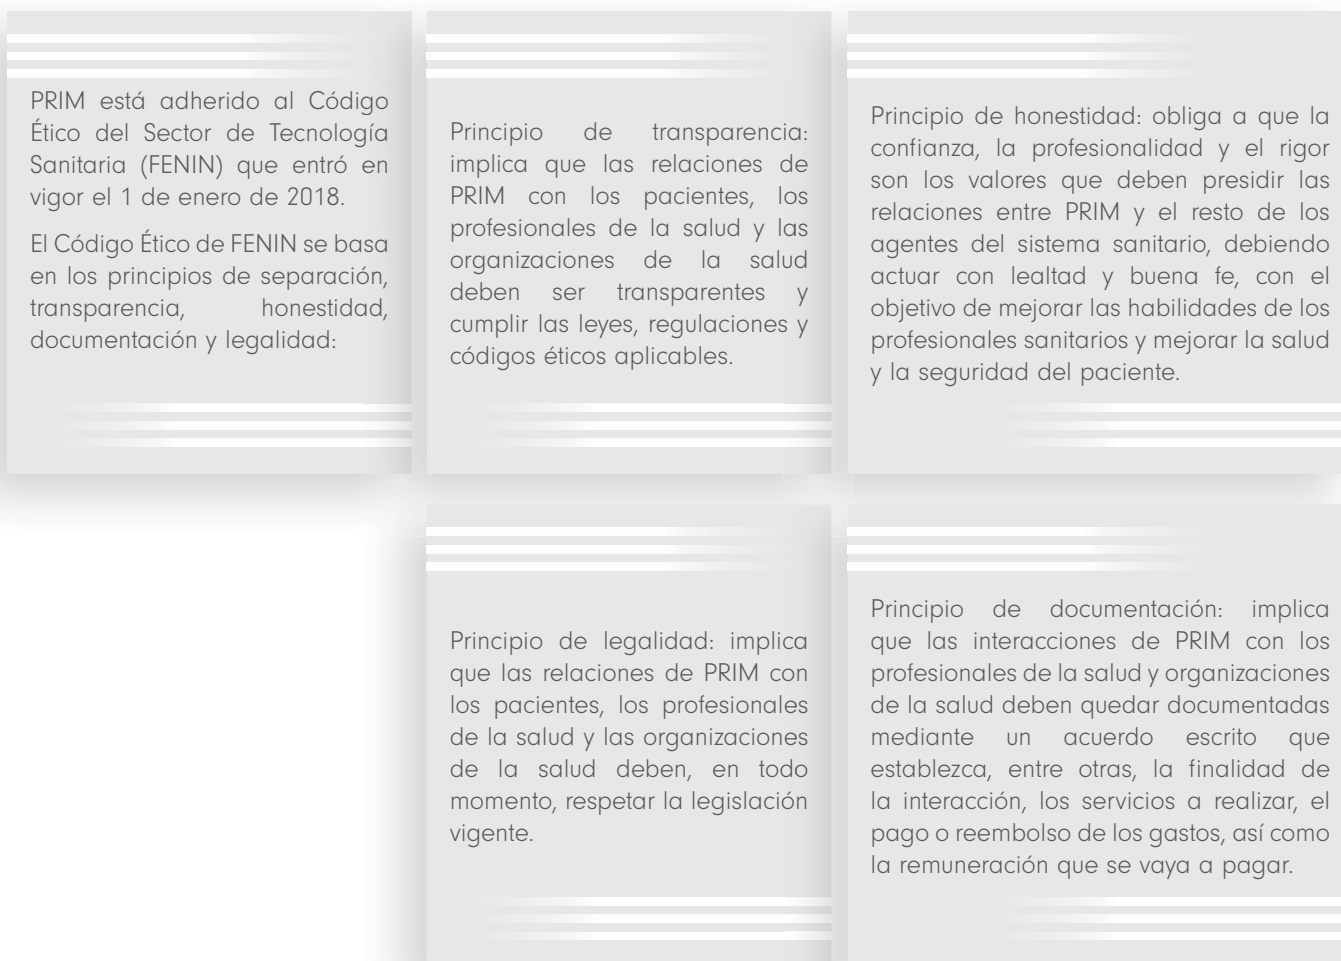 PRIM está adherido al Código
Ético del Sector de Tecnología
Sanitaria (FENIN) que entró en
vigor el 1 de enero de 2018.
El Código Ético de FENIN se basa
en los principios de separación,
transparencia, honestidad,
documentación y legalidad:
Principio de transparencia:
implica que las relaciones de
PRIM con los pacientes, los
profesionales de la salud y las
organizaciones de la salud
deben ser transparentes y
cumplir las leyes, regulaciones y
códigos éticos aplicables.
Principio de honestidad: obliga a que la
confianza, la profesionalidad y el rigor
son los valores que deben presidir las
relaciones entre PRIM y el resto de los
agentes del sistema sanitario, debiendo
actuar con lealtad y buena fe, con el
objetivo de mejorar las habilidades de los
profesionales sanitarios y mejorar la salud
y la seguridad del paciente.
Principio de legalidad: implica
que las relaciones de PRIM con
los pacientes, los profesionales
de la salud y las organizaciones
de la salud deben, en todo
momento, respetar la legislación
vigente.
Principio de documentación: implica
que las interacciones de PRIM con los
profesionales de la salud y organizaciones
de la salud deben quedar documentadas
mediante un acuerdo escrito que
establezca, entre otras, la finalidad de
la interacción, los servicios a realizar, el
pago o reembolso de los gastos, así como
la remuneración que se vaya a pagar.